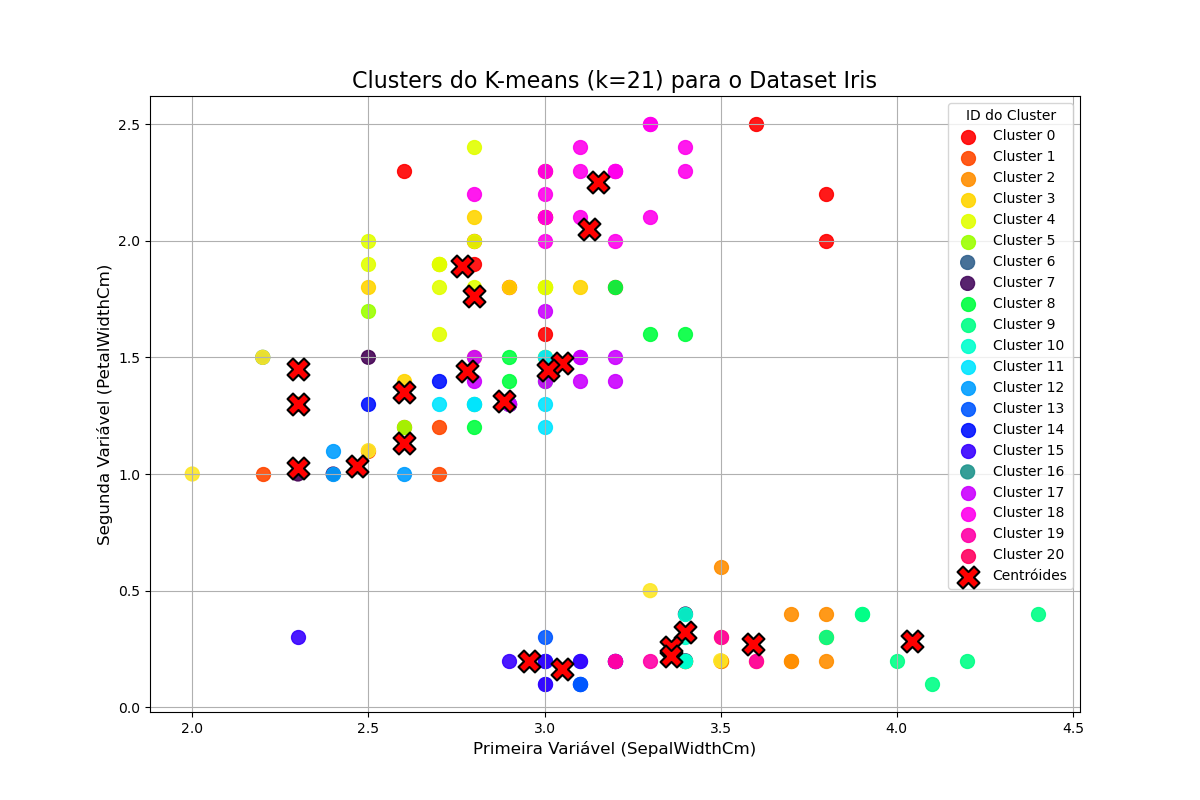 Clusters do K-means (k=21) para o Dataset Iris
ID do Cluster
Cluster 0
Cluster 1
Cluster 2
Cluster 3
Cluster 4
Cluster 5
Cluster 6
Cluster 7
Cluster 8
Cluster 9
Cluster 10
Cluster 11
Cluster 12
Cluster 13
Cluster 14
Cluster 15
Cluster 16
Cluster 17
Cluster 18
Cluster 19
Cluster 20
Centróides
Segunda Variável (PetalWidthCm)
2.5
2.0
1.5
1.0
0.5
0.0
2.0 2.5 3.0 3.5 4.0 4.5
Primeira Variável (SepalWidthCm)